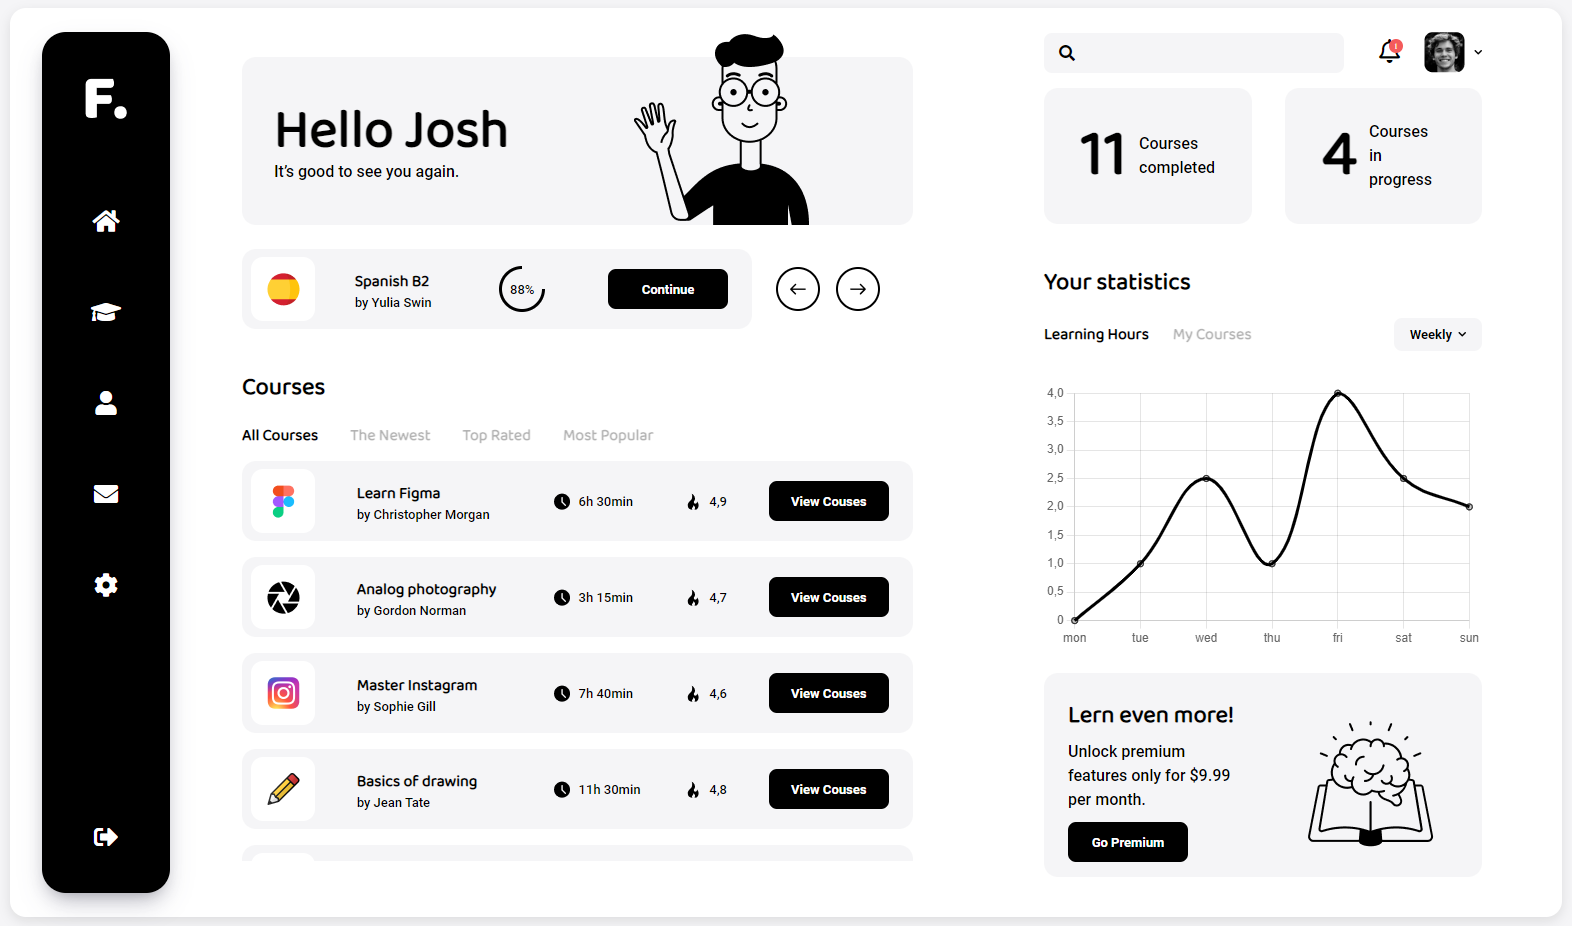 F.
Hello Josh
It's good to see you again.
Spanish B2
by Yulia Swin
88%
Continue
Courses
All Courses The Newest Top Rated Most Popular
Learn Figma
by Christopher Morgan
6h 30min
4,9
View Couses
Analog photography
by Gordon Norman
3h 15min
4,7
View Couses
Master Instagram
by Sophie Gill
7h 40min
4,6
View Couses
Basics of drawing
by Jean Tate
11h 30min
4,8
View Couses
11
Courses
completed
4
Courses
in
progress
Your statistics
Learning Hours My Courses
Weekly
4,0
3,5
3,0
2,5
2,0
1,5
1,0
0,5
0
mon tue wed thu fri sat sun
Lern even more!
Unlock premium
features only for $9.99
per month.
Go Premium